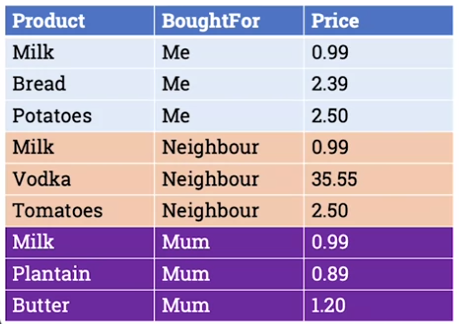 Product BoughtFor Price
Milk Me 0.99
Bread Me 2.39
Potatoes Me 2.50
Milk Neighbour 0.99
Vodka Neighbour 35.55
Tomatoes Neighbour 2.50
Milk Mum 0.99
Plantain Mum 0.89
Butter Mum 1.20